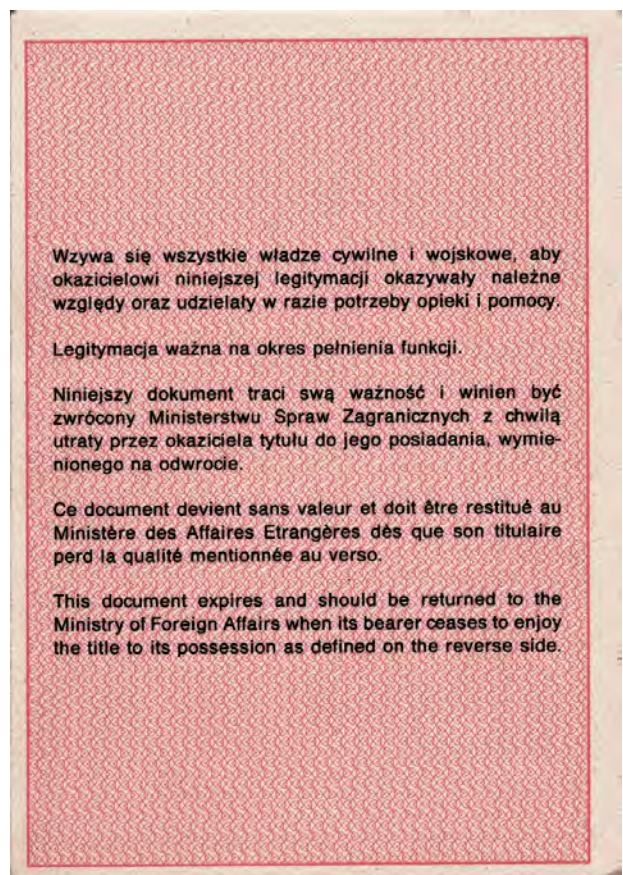 Wzywa się wszystkie władze cywilne i wojskowe, aby
okazicielowi niniejszej legitymacji okazywały należne
względy oraz udzielały w razie potrzeby opieki i pomocy.
Legitymacja ważna na okres pełnienia funkcji.
Niniejszy dokument traci swą ważność i winien być
zwrócony Ministerstwu Spraw Zagranicznych z chwilą
utraty przez okaziciela tytułu do jego posiadania, wymie-
nionego na odwrocie.
Ce document devient sans valeur et doit être restitué au
Ministère des Affaires Etrangères dès que son titulaire
perd la qualité mentionnée au verso.
This document expires and should be returned to the
Ministry of Foreign Affairs when its bearer ceases to enjoy
the title to its possession as defined on the reverse side.